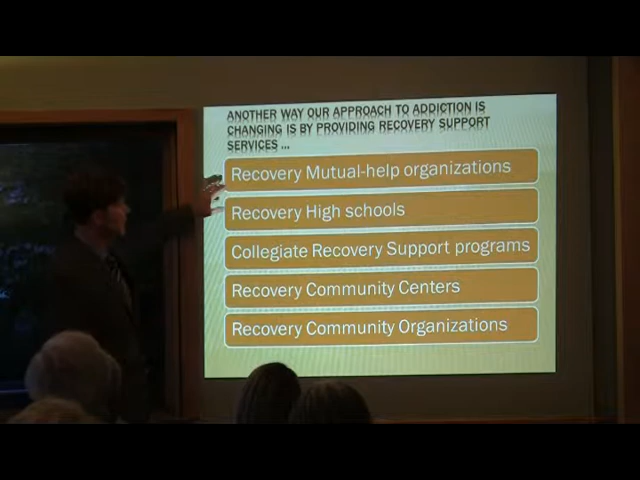 ANOTHER WAY OUR APPROACH TO ADDICTION IS
CHANGING IS BY PROVIDING RECOVERY SUPPORT
SERVICES ...
Recovery Mutual-help organizations
Recovery High schools
Collegiate Recovery Support programs
Recovery Community Centers
Recovery Community Organizations